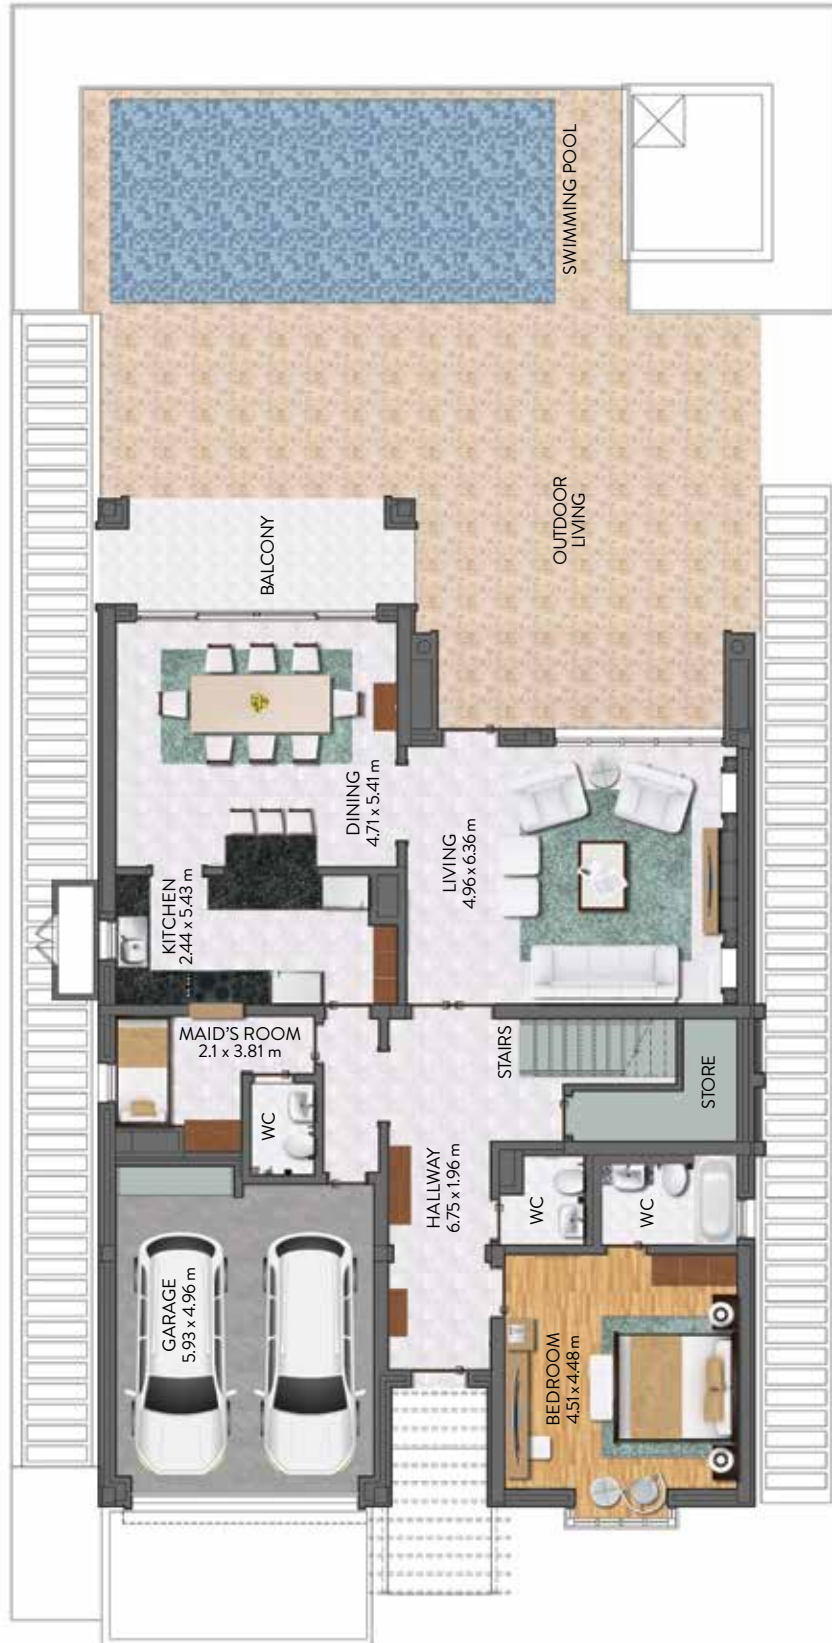 SWIMMING POOL
OUTDOOR
LIVING
BALCONY
DINING
4.71 x 5.41 m
LIVING
4.96 x 6.36 m
KITCHEN
2.44 x 5.43 m
MAID'S ROOM
2.1 x 3.81 m
STAIRS
STORE
WC
HALLWAY
6.75 x 1.96 m
WC
WC
GARAGE
5.93 x 4.96 m
BEDROOM
4.51 x 4.48m